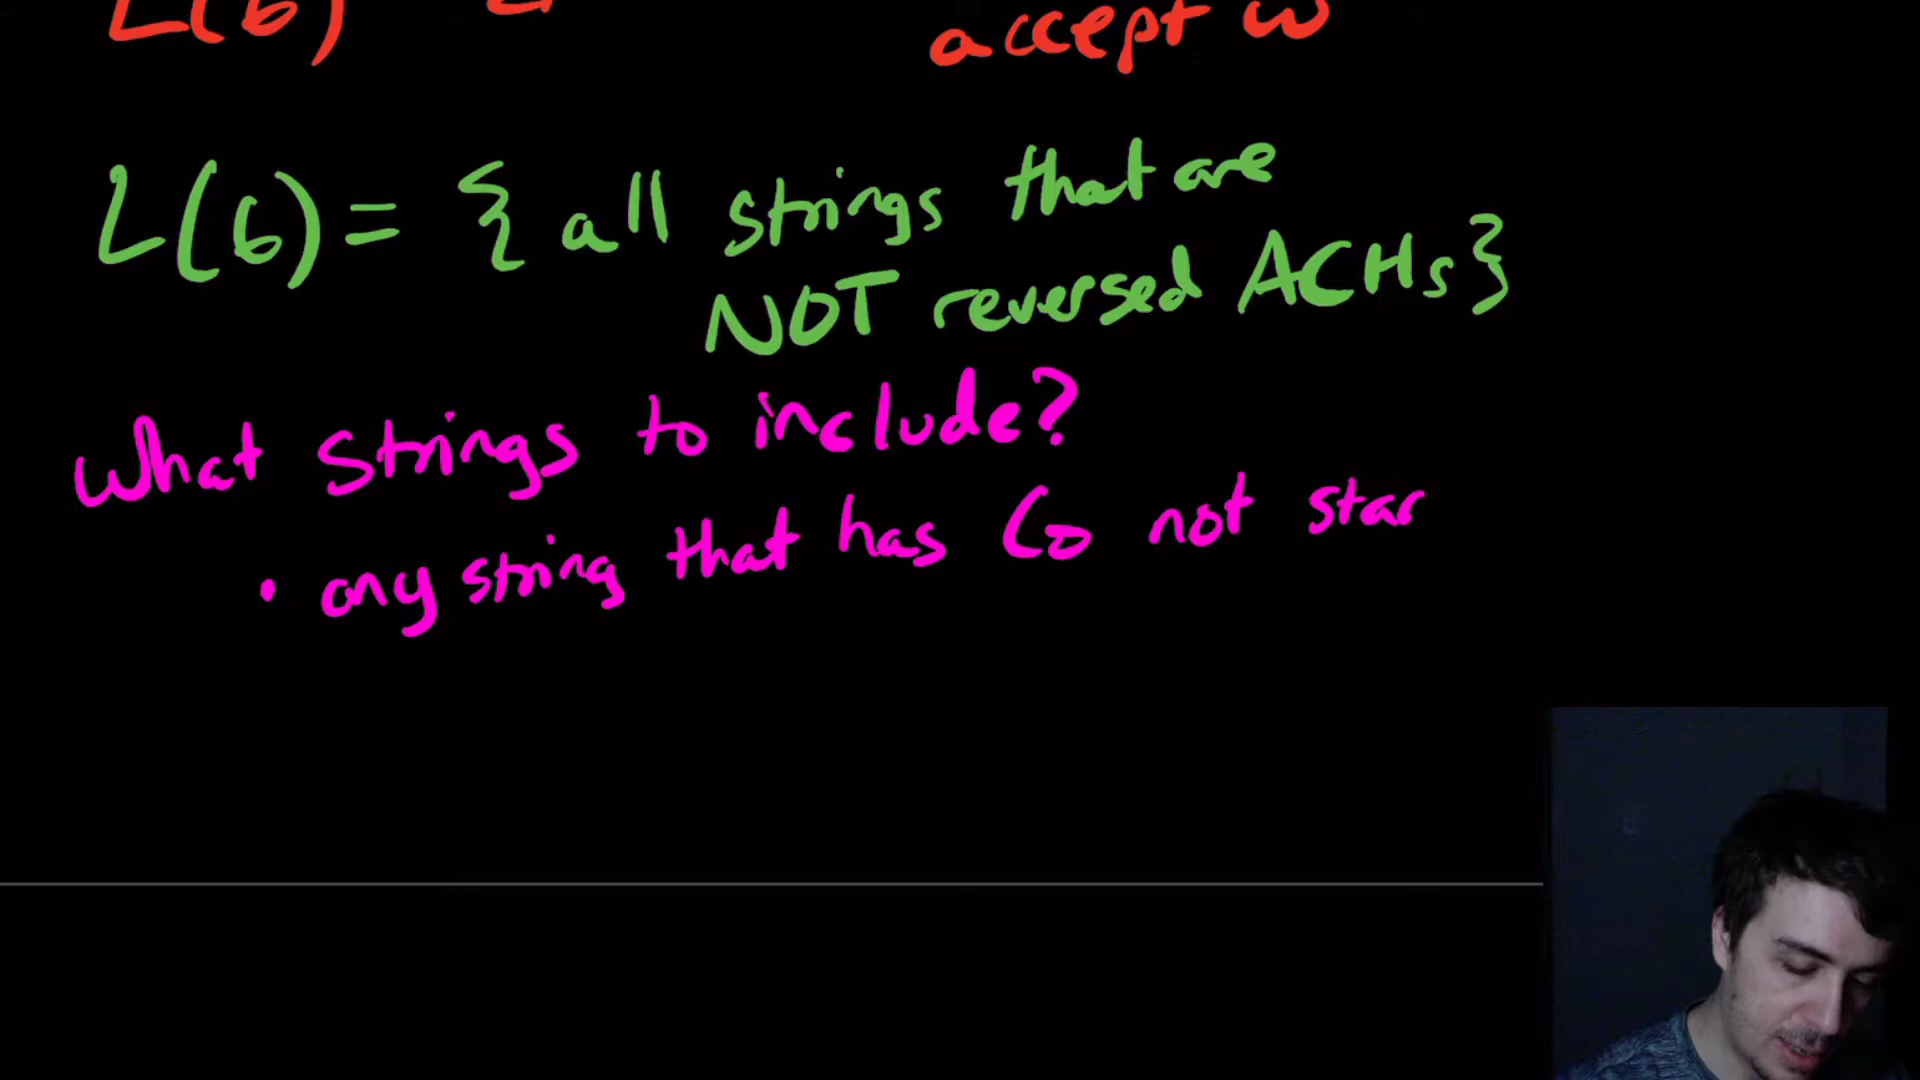 L(G)
accept w
L(G) = { all strings that are
NOT reversed ACHs }
What strings to include?
• any string that has C₀ not star